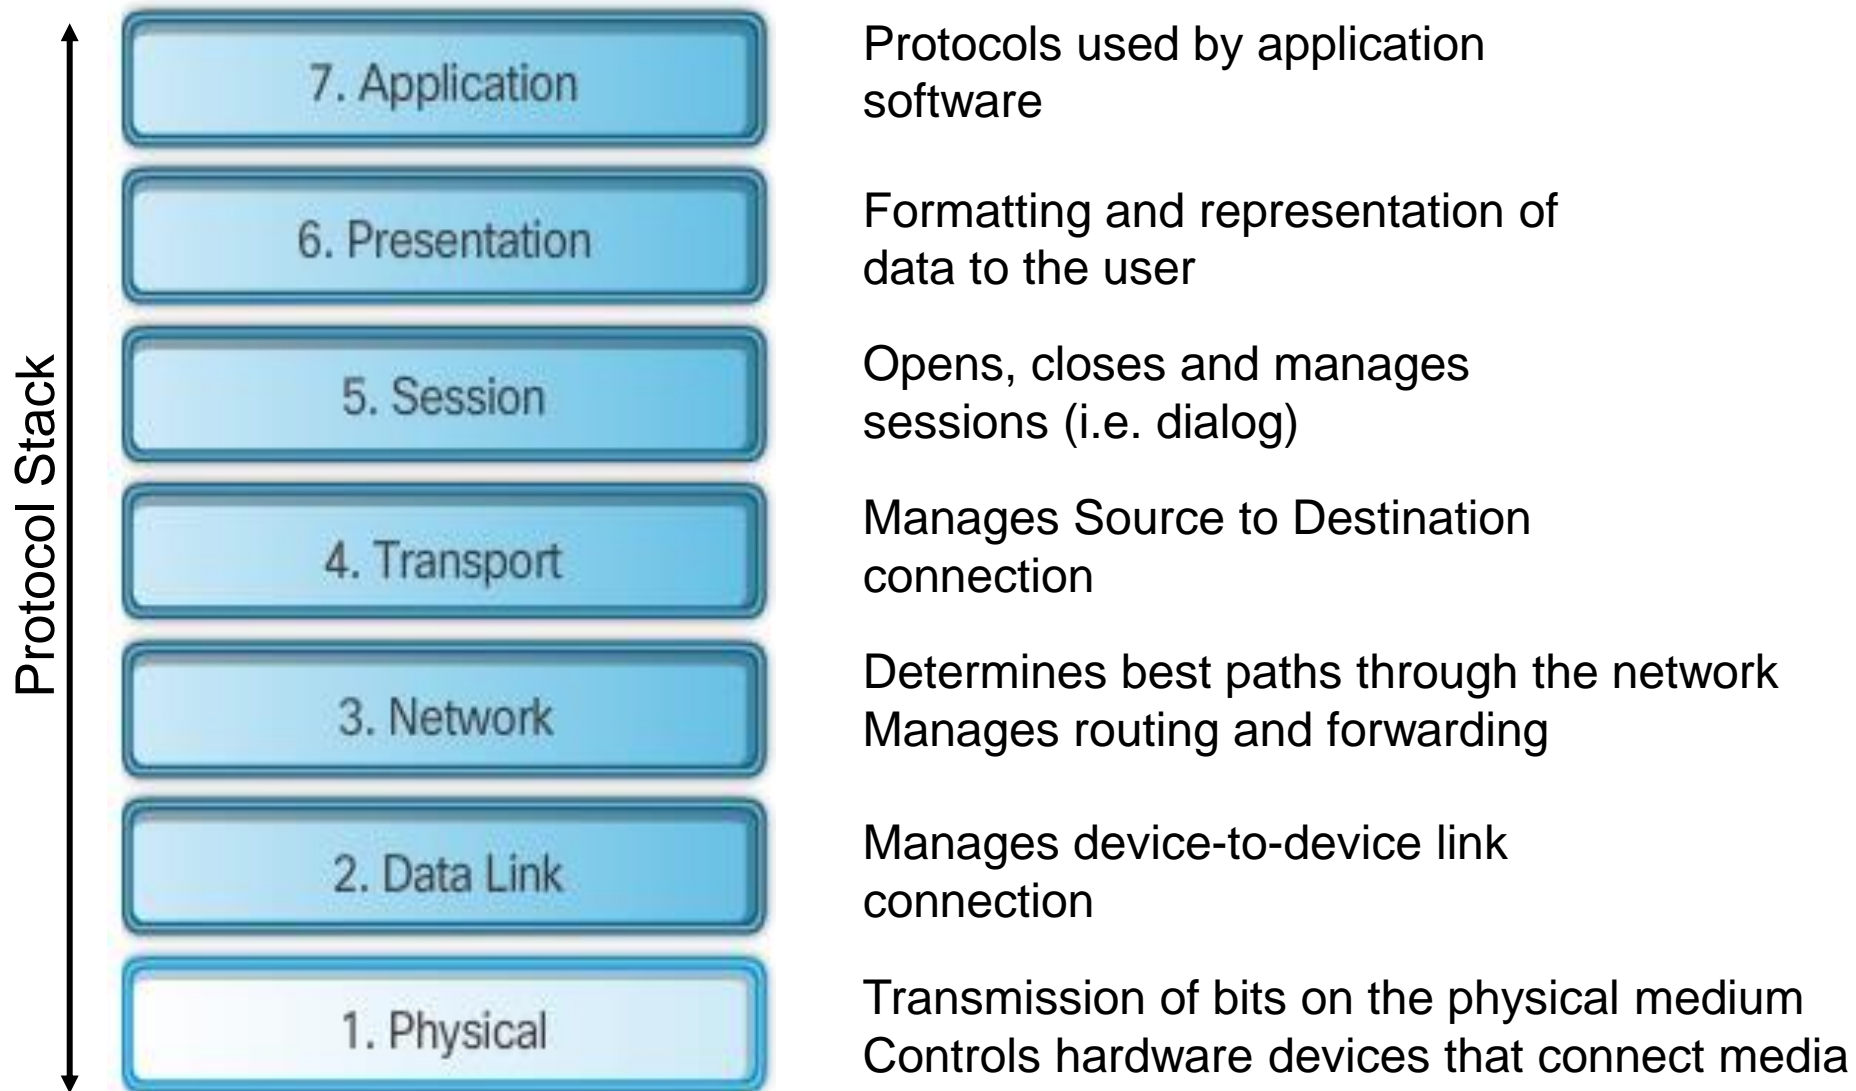 Protocol Stack
7. Application
Protocols used by application
software
6. Presentation
Formatting and representation of
data to the user
5. Session
Opens, closes and manages
sessions (i.e. dialog)
4. Transport
Manages Source to Destination
connection
3. Network
Determines best paths through the network
Manages routing and forwarding
2. Data Link
Manages device-to-device link
connection
1. Physical
Transmission of bits on the physical medium
Controls hardware devices that connect media